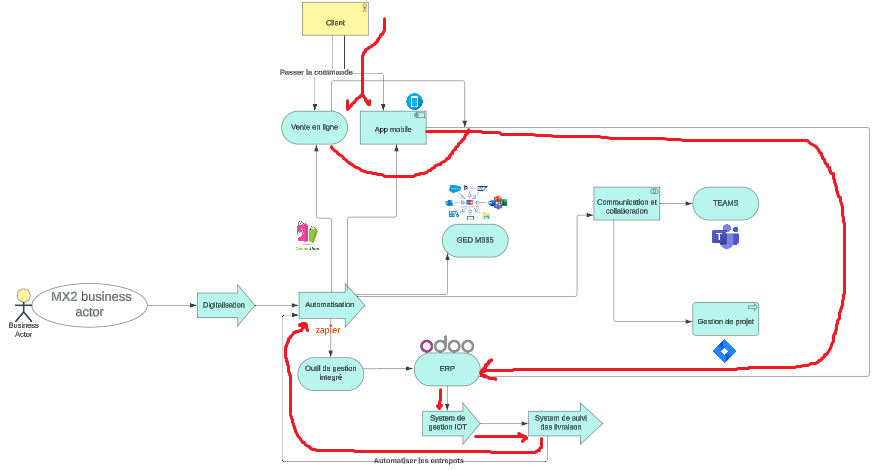 Client
Passer la commande
Vente en ligne
App mobile
Communication et
collaboration
TEAMS
GED M365
MX2 business
actor
Business
Actor
Digitalisation
Automatisation
zapier
Gestion de projet
odoo
Outil de gestion
integré
ERP
System de
gestion IOT
System de suivi
des livraison
Automatiser les entrepots